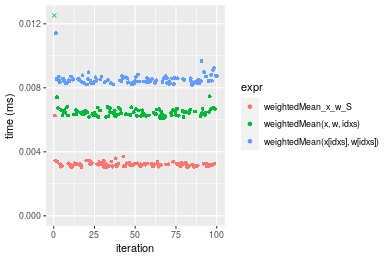 0.012
0.008
0.004
0.000
time (ms)
0 25 50 75 100
iteration
expr
weightedMean_x_w_S
weightedMean(x, w, idxs)
weightedMean(x[idxs], w[idxs])